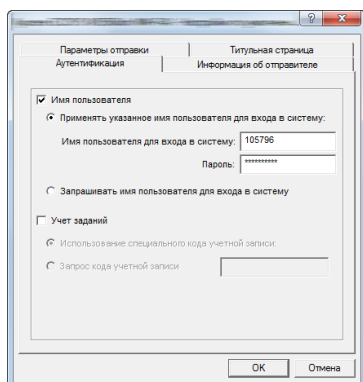 Параметры отправки
Титульная страница
Аутентификация
Информация об отправителе
Имя пользователя
Применять указанное имя пользователя для входа в систему:
Имя пользователя для входа в систему: 105796
Пароль: **********
Запрашивать имя пользователя для входа в систему
Учет заданий
Использование специального кода учетной записи:
Запрос кода учетной записи
OK
Отмена